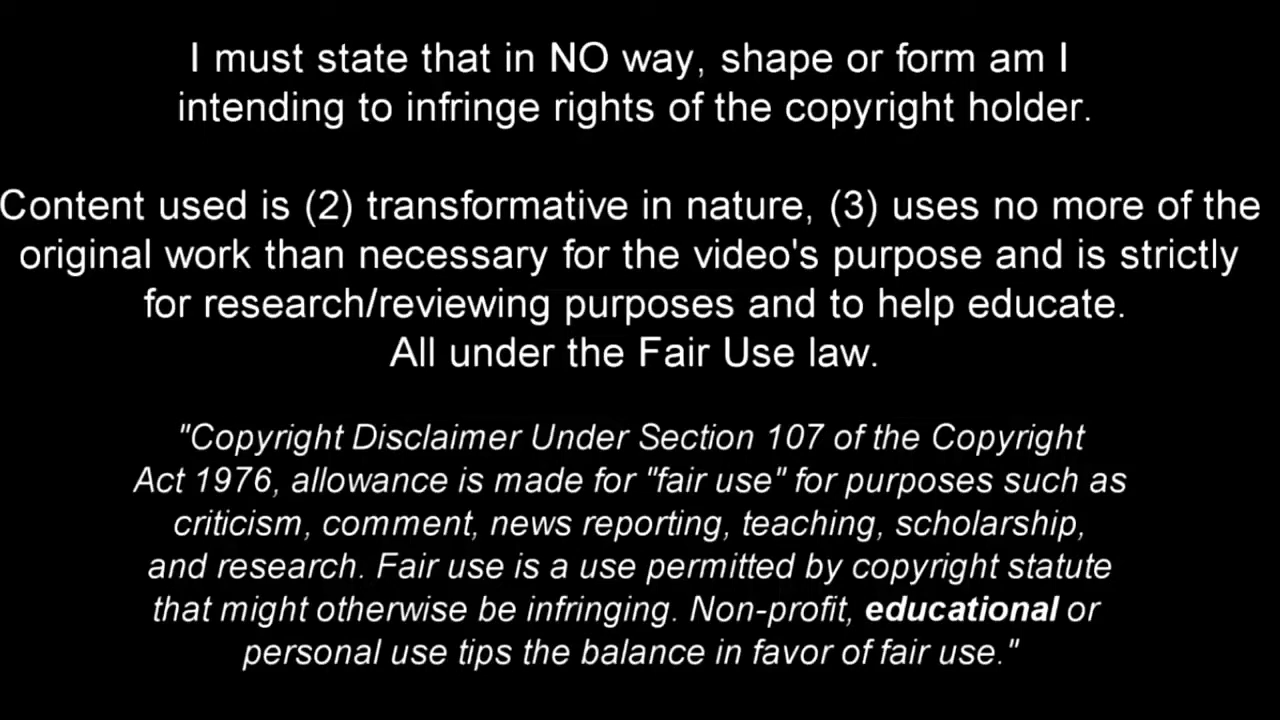 I must state that in NO way, shape or form am I
intending to infringe rights of the copyright holder.
Content used is (2) transformative in nature, (3) uses no more of the
original work than necessary for the video's purpose and is strictly
for research/reviewing purposes and to help educate.
All under the Fair Use law.
"Copyright Disclaimer Under Section 107 of the Copyright
Act 1976, allowance is made for "fair use" for purposes such as
criticism, comment, news reporting, teaching, scholarship,
and research. Fair use is a use permitted by copyright statute
that might otherwise be infringing. Non-profit, educational or
personal use tips the balance in favor of fair use."